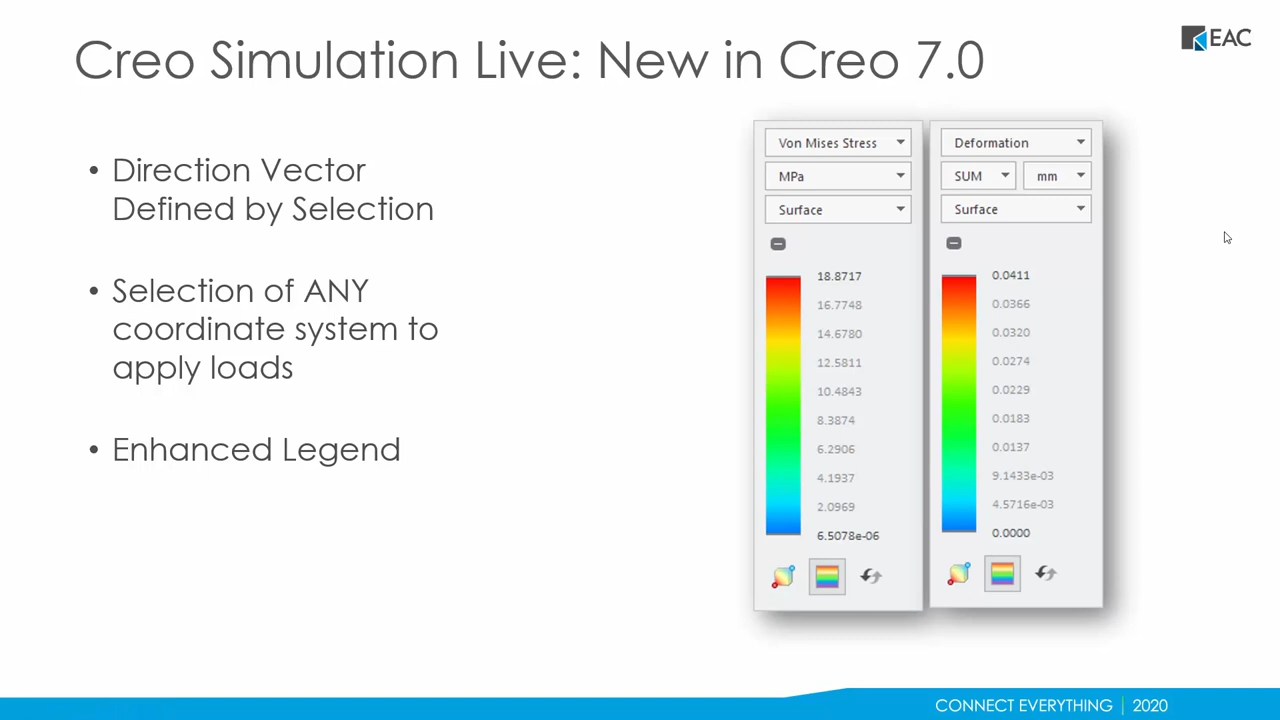 Creo Simulation Live: New in Creo 7.0
EAC
• Direction Vector
Defined by Selection
• Selection of ANY
coordinate system to
apply loads
• Enhanced Legend
Von Mises Stress
MPa
Surface
18.8717
16.7748
14.6780
12.5811
10.4843
8.3874
6.2906
4.1937
2.0969
6.5078e-06
Deformation
SUM mm
Surface
0.0411
0.0366
0.0320
0.0274
0.0229
0.0183
0.0137
9.1433e-03
4.5716e-03
0.0000
CONNECT EVERYTHING | 2020